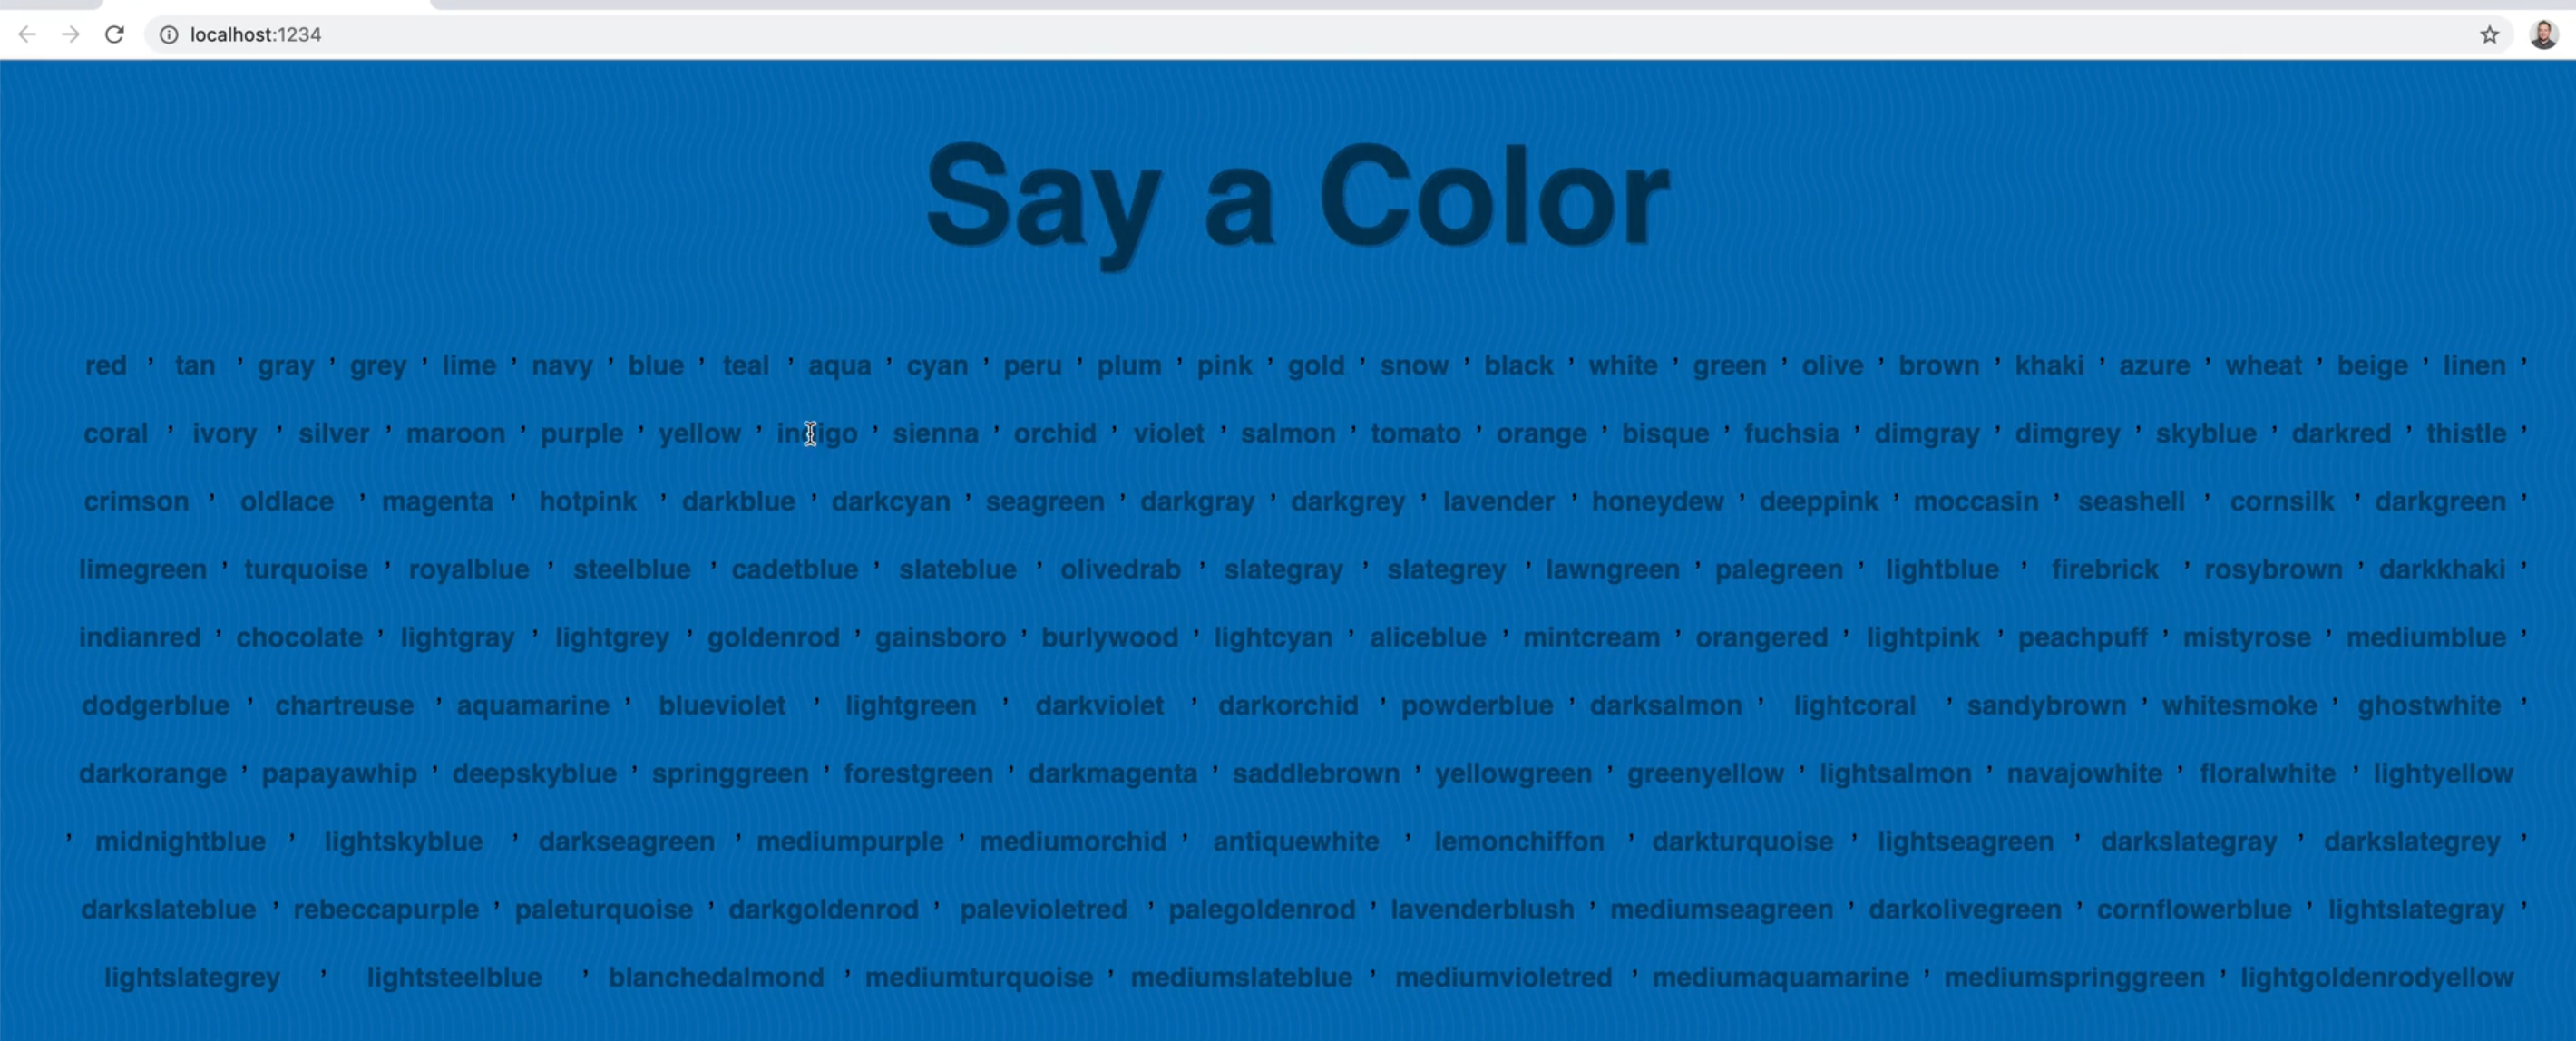 localhost:1234
Say a Color
red , tan , gray , grey , lime , navy , blue , teal , aqua , cyan , peru , plum , pink , gold , snow , black , white , green , olive , brown , khaki , azure , wheat , beige , linen ,
coral , ivory , silver , maroon , purple , yellow , indigo , sienna , orchid , violet , salmon , tomato , orange , bisque , fuchsia , dimgray , dimgrey , skyblue , darkred , thistle ,
crimson , oldlace , magenta , hotpink , darkblue , darkcyan , seagreen , darkgray , darkgrey , lavender , honeydew , deeppink , moccasin , seashell , cornsilk , darkgreen ,
limegreen , turquoise , royalblue , steelblue , cadetblue , slateblue , olivedrab , slategray , slategrey , lawngreen , palegreen , lightblue , firebrick , rosybrown , darkkhaki ,
indianred , chocolate , lightgray , lightgrey , goldenrod , gainsboro , burlywood , lightcyan , aliceblue , mintcream , orangered , lightpink , peachpuff , mistyrose , mediumblue ,
dodgerblue , chartreuse , aquamarine , blueviolet , lightgreen , darkviolet , darkorchid , powderblue , darksalmon , lightcoral , sandybrown , whitesmoke , ghostwhite ,
darkorange , papayawhip , deepskyblue , springgreen , forestgreen , darkmagenta , saddlebrown , yellowgreen , greenyellow , lightsalmon , navajowhite , floralwhite , lightyellow
, midnightblue , lightskyblue , darkseagreen , mediumpurple , mediumorchid , antiquewhite , lemonchiffon , darkturquoise , lightseagreen , darkslategray , darkslategrey ,
darkslateblue , rebeccapurple , paleturquoise , darkgoldenrod , palevioletred , palegoldenrod , lavenderblush , mediumseagreen , darkolivegreen , cornflowerblue , lightslategray ,
lightslategrey , lightsteelblue , blanchedalmond , mediumturquoise , mediumslateblue , mediumvioletred , mediumaquamarine , mediumspringgreen , lightgoldenrodyellow